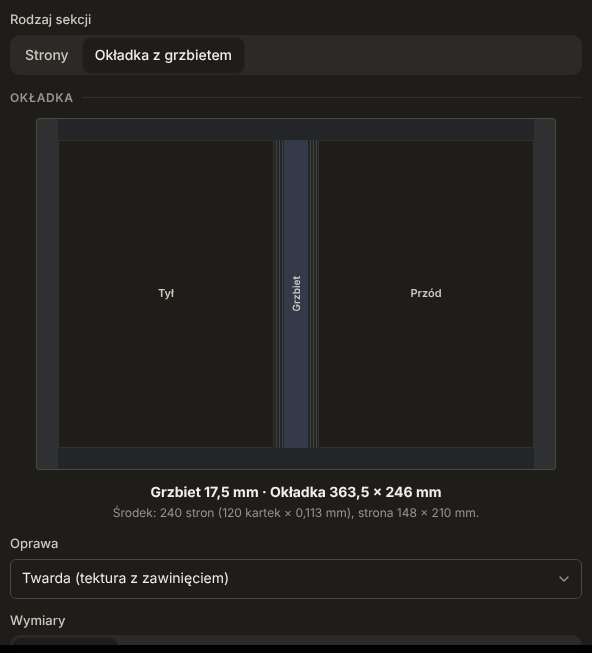 Rodzaj sekcji
Strony
Okładka z grzbietem
OKŁADKA
Tył
Grzbiet
Przód
Grzbiet 17,5 mm · Okładka 363,5 × 246 mm
Środek: 240 stron (120 kartek × 0,113 mm), strona 148 × 210 mm.
Oprawa
Twarda (tektura z zawinięciem)
Wymiary